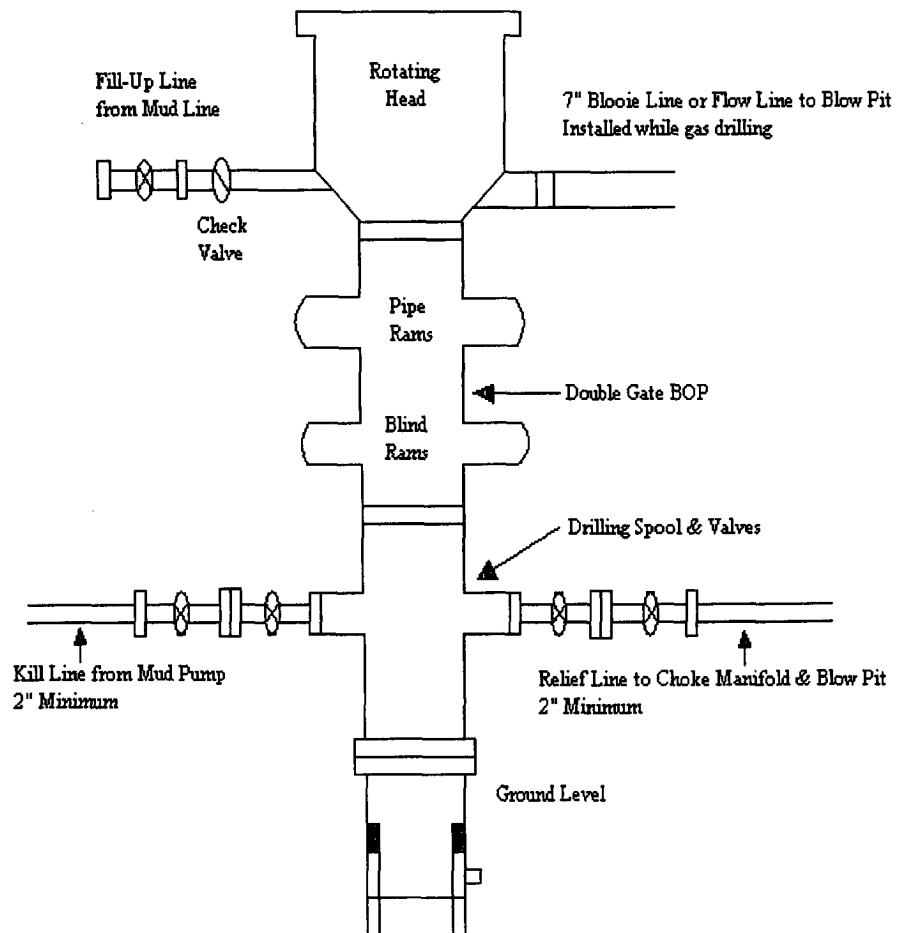 Rotating
Head
Fill-Up Line
from Mud Line
7" Blooie Line or Flow Line to Blow Pit
Installed while gas drilling
Check
Valve
Pipe
Rams
Double Gate BOP
Blind
Rams
Drilling Spool & Valves
Kill Line from Mud Pump
2" Minimum
Relief Line to Choke Manifold & Blow Pit
2" Minimum
Ground Level